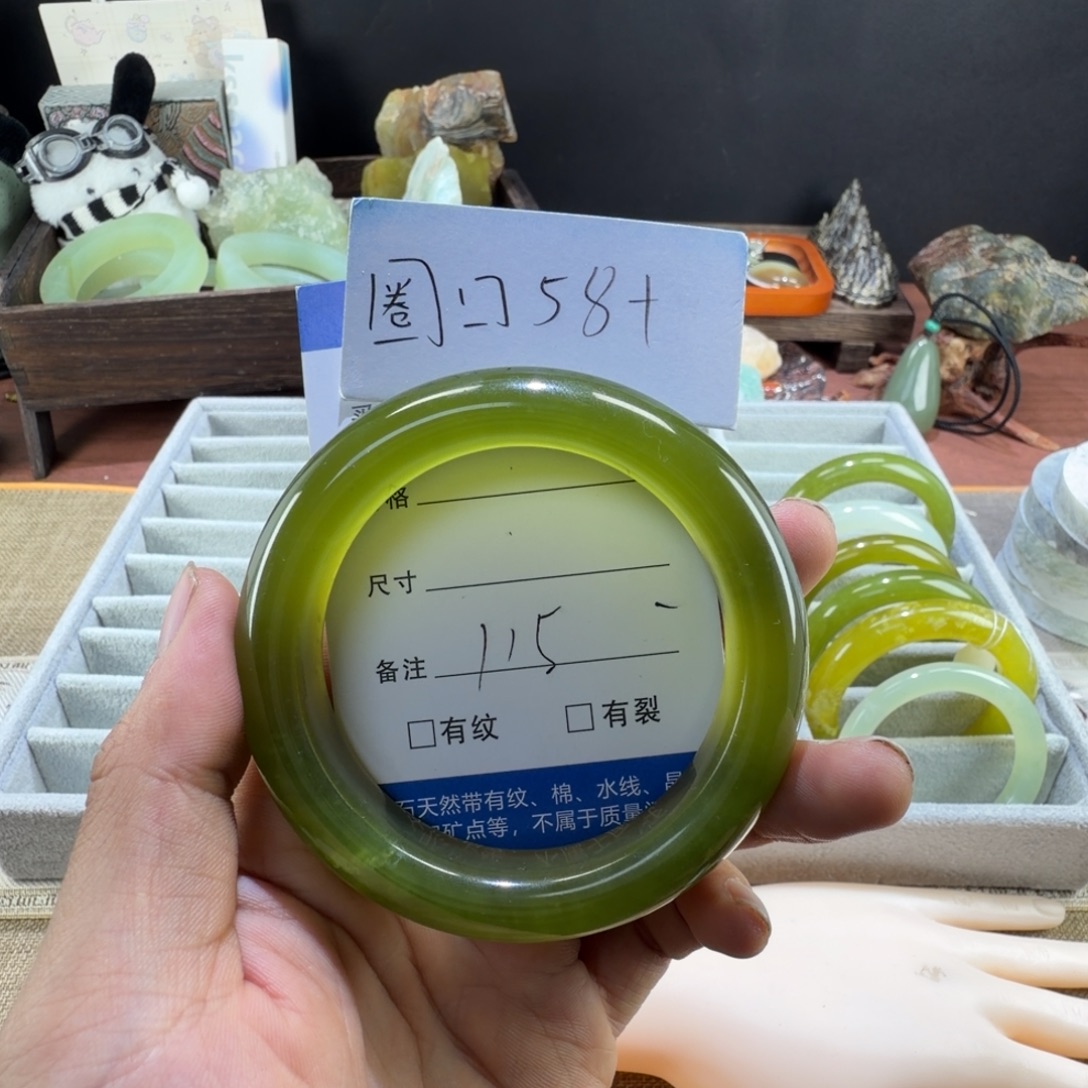 圈口58+
格
尺寸
备注 115
□有纹 □有裂
石天然带有纹、棉、水线、
矿点等，不属于质量